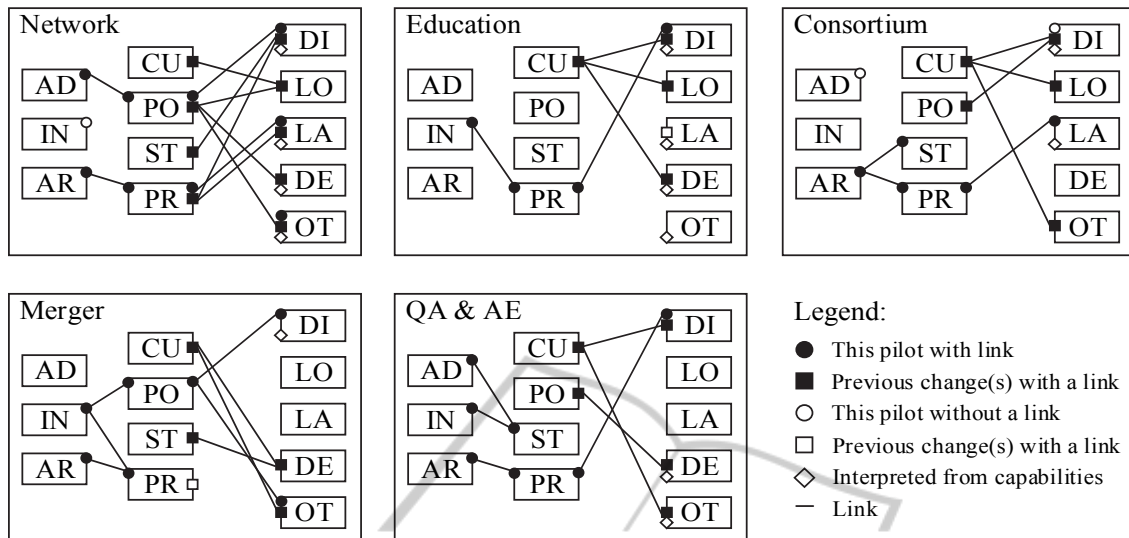 Network
CU
DI
AD
PO
LO
IN
ST
LA
AR
PR
DE
OT
Education
CU
DI
AD
PO
LO
IN
ST
LA
AR
PR
DE
OT
Consortium
CU
DI
AD
PO
LO
IN
ST
LA
AR
PR
DE
OT
Merger
CU
DI
AD
PO
LO
IN
ST
LA
AR
PR
DE
OT
QA & AE
CU
DI
AD
PO
LO
IN
ST
LA
AR
PR
DE
OT
Legend:
This pilot with link
Previous change(s) with a link
This pilot without a link
Previous change(s) with a link
Interpreted from capabilities
Link